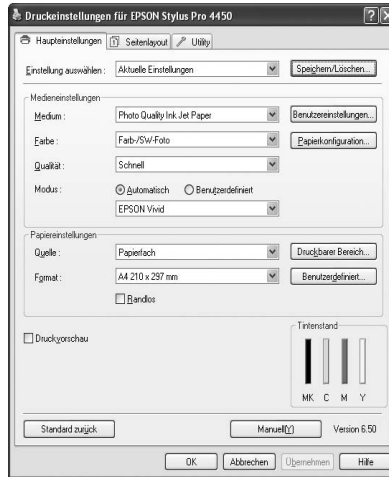 Druckeinstellungen für EPSON Stylus Pro 4450
Haupteinstellungen Seitenlayout Utility
Einstellung auswählen : Aktuelle Einstellungen Speichern/Löschen...
Medieneinstellungen
Medium : Photo Quality Ink Jet Paper Benutzereinstellungen...
Farbe : Farb-/SW-Foto Papierkonfiguration...
Qualität : Schnell
Modus : Automatisch Benutzerdefiniert
EPSON Vivid
Papiereinstellungen
Quelle : Papierfach Druckbarer Bereich...
Format : A4 210 x 297 mm Benutzerdefiniert...
Randlos
Druckvorschau
Tintenstand
MK C M Y
Standard zurück Manuell(Y) Version 6.50
OK Abbrechen Übernehmen Hilfe